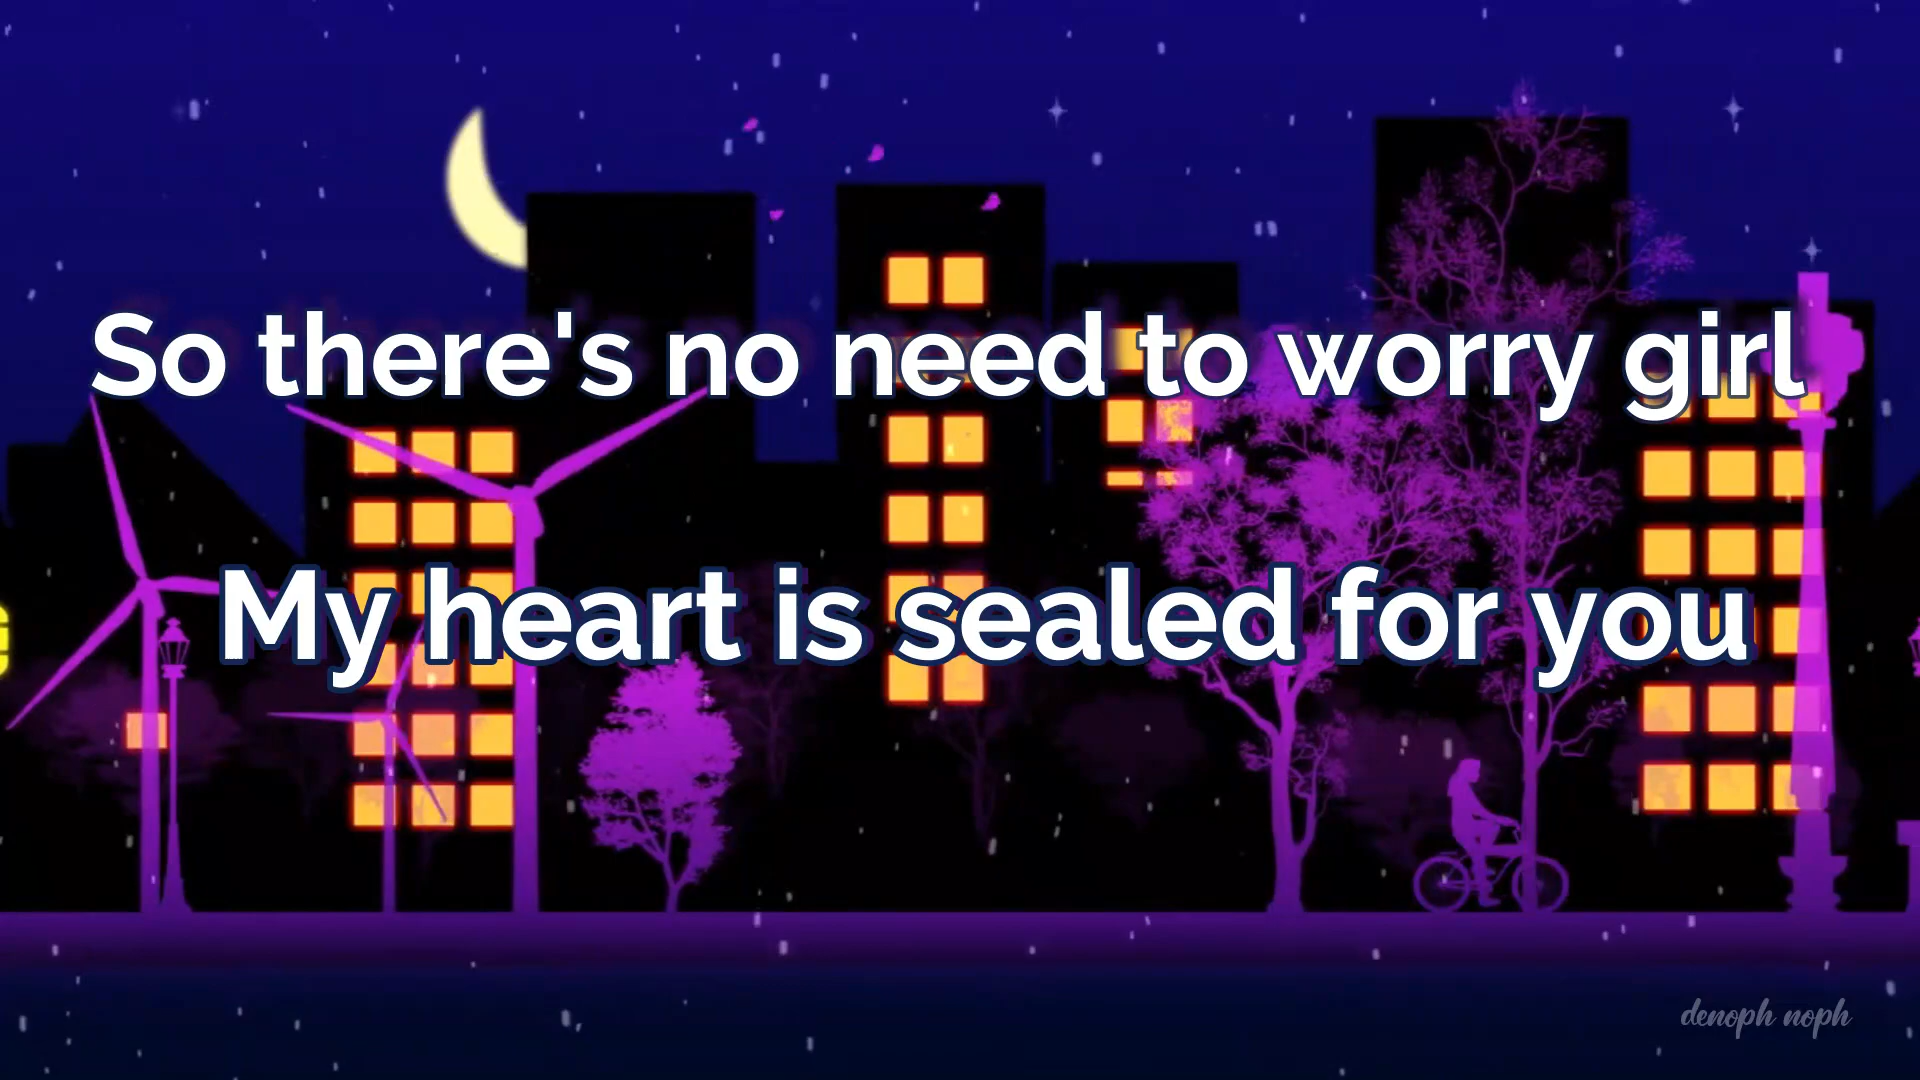 So there's no need to worry girl
My heart is sealed for you
denoph noph